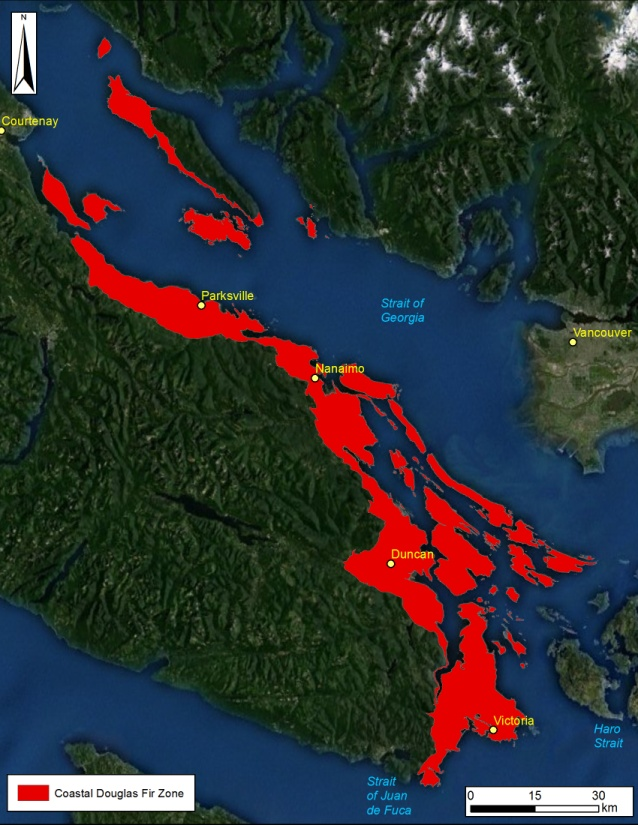 N
Courtenay
Parksville
Strait of
Georgia
Vancouver
Nanaimo
Duncan
Victoria
Haro
Strait
Strait
of Juan
de Fuca
Coastal Douglas Fir Zone
0 15 30
km